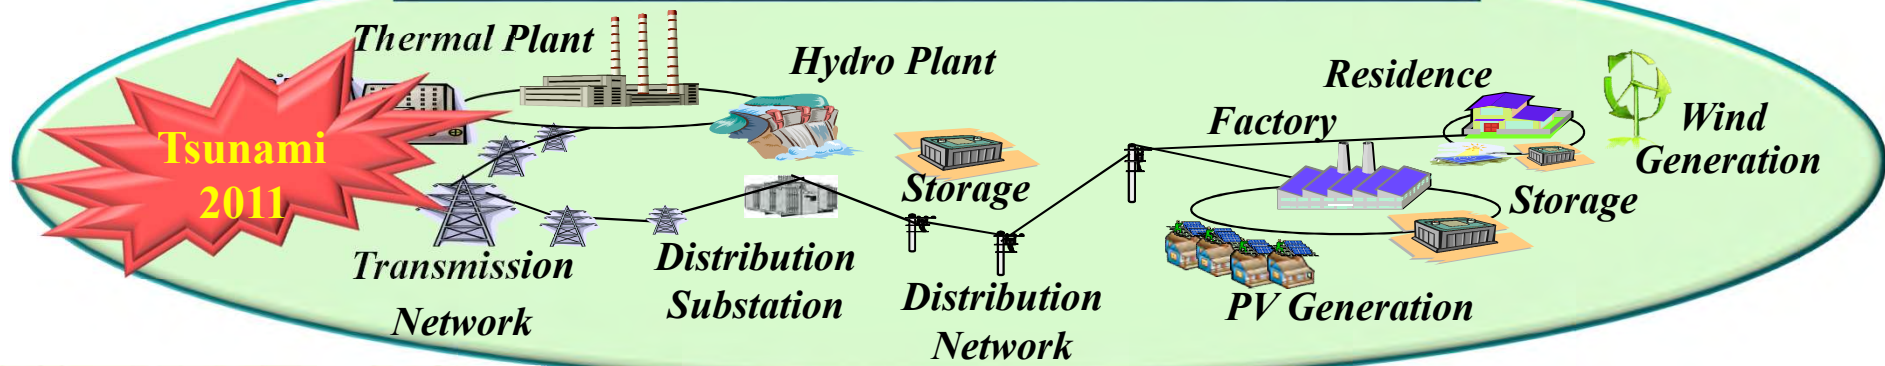 Thermal Plant
Hydro Plant
Residence
Wind
Generation
Factory
Tsunami
2011
Storage
Storage
Transmission
Network
Distribution
Substation
Distribution
Network
PV Generation